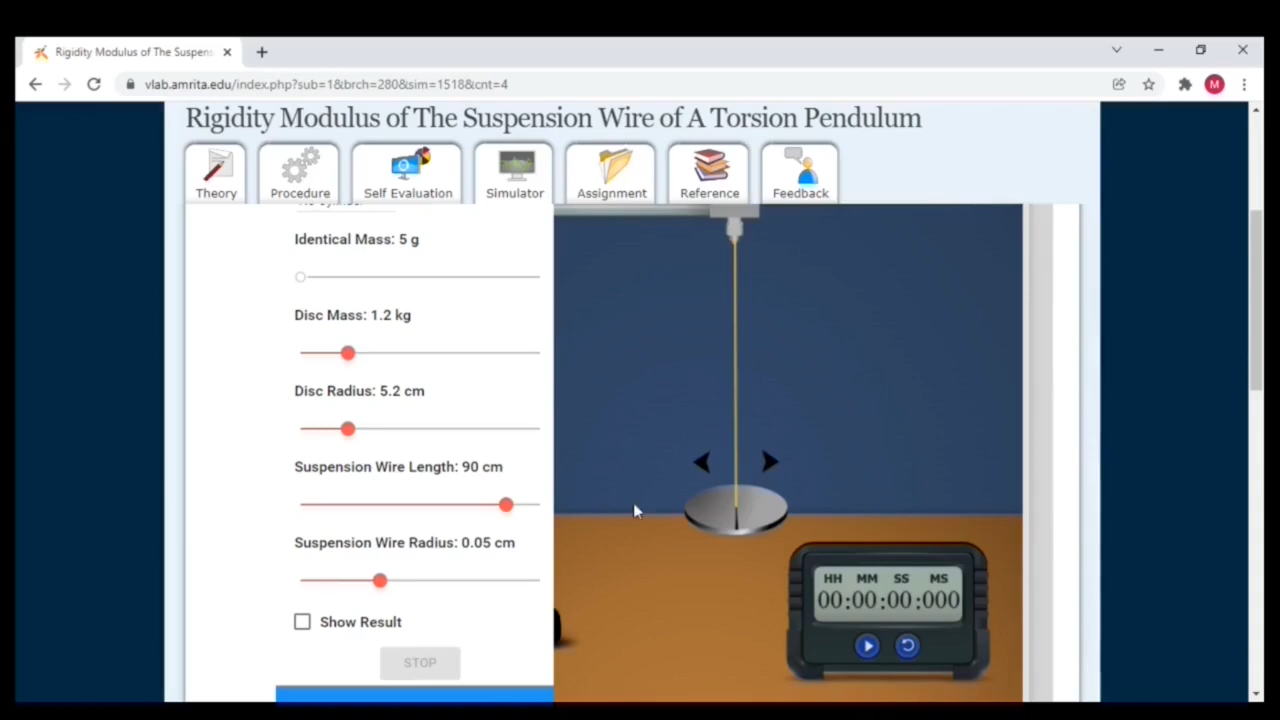 Rigidity Modulus of The Suspens
vlab.amrita.edu/index.php?sub=1&brch=280&sim=1518&cnt=4
M
Rigidity Modulus of The Suspension Wire of A Torsion Pendulum
Theory
Procedure
Self Evaluation
Simulator
Assignment
Reference
Feedback
Identical Mass: 5 g
Disc Mass: 1.2 kg
Disc Radius: 5.2 cm
Suspension Wire Length: 90 cm
Suspension Wire Radius: 0.05 cm
Show Result
STOP
HH MM SS MS
00:00:00:000